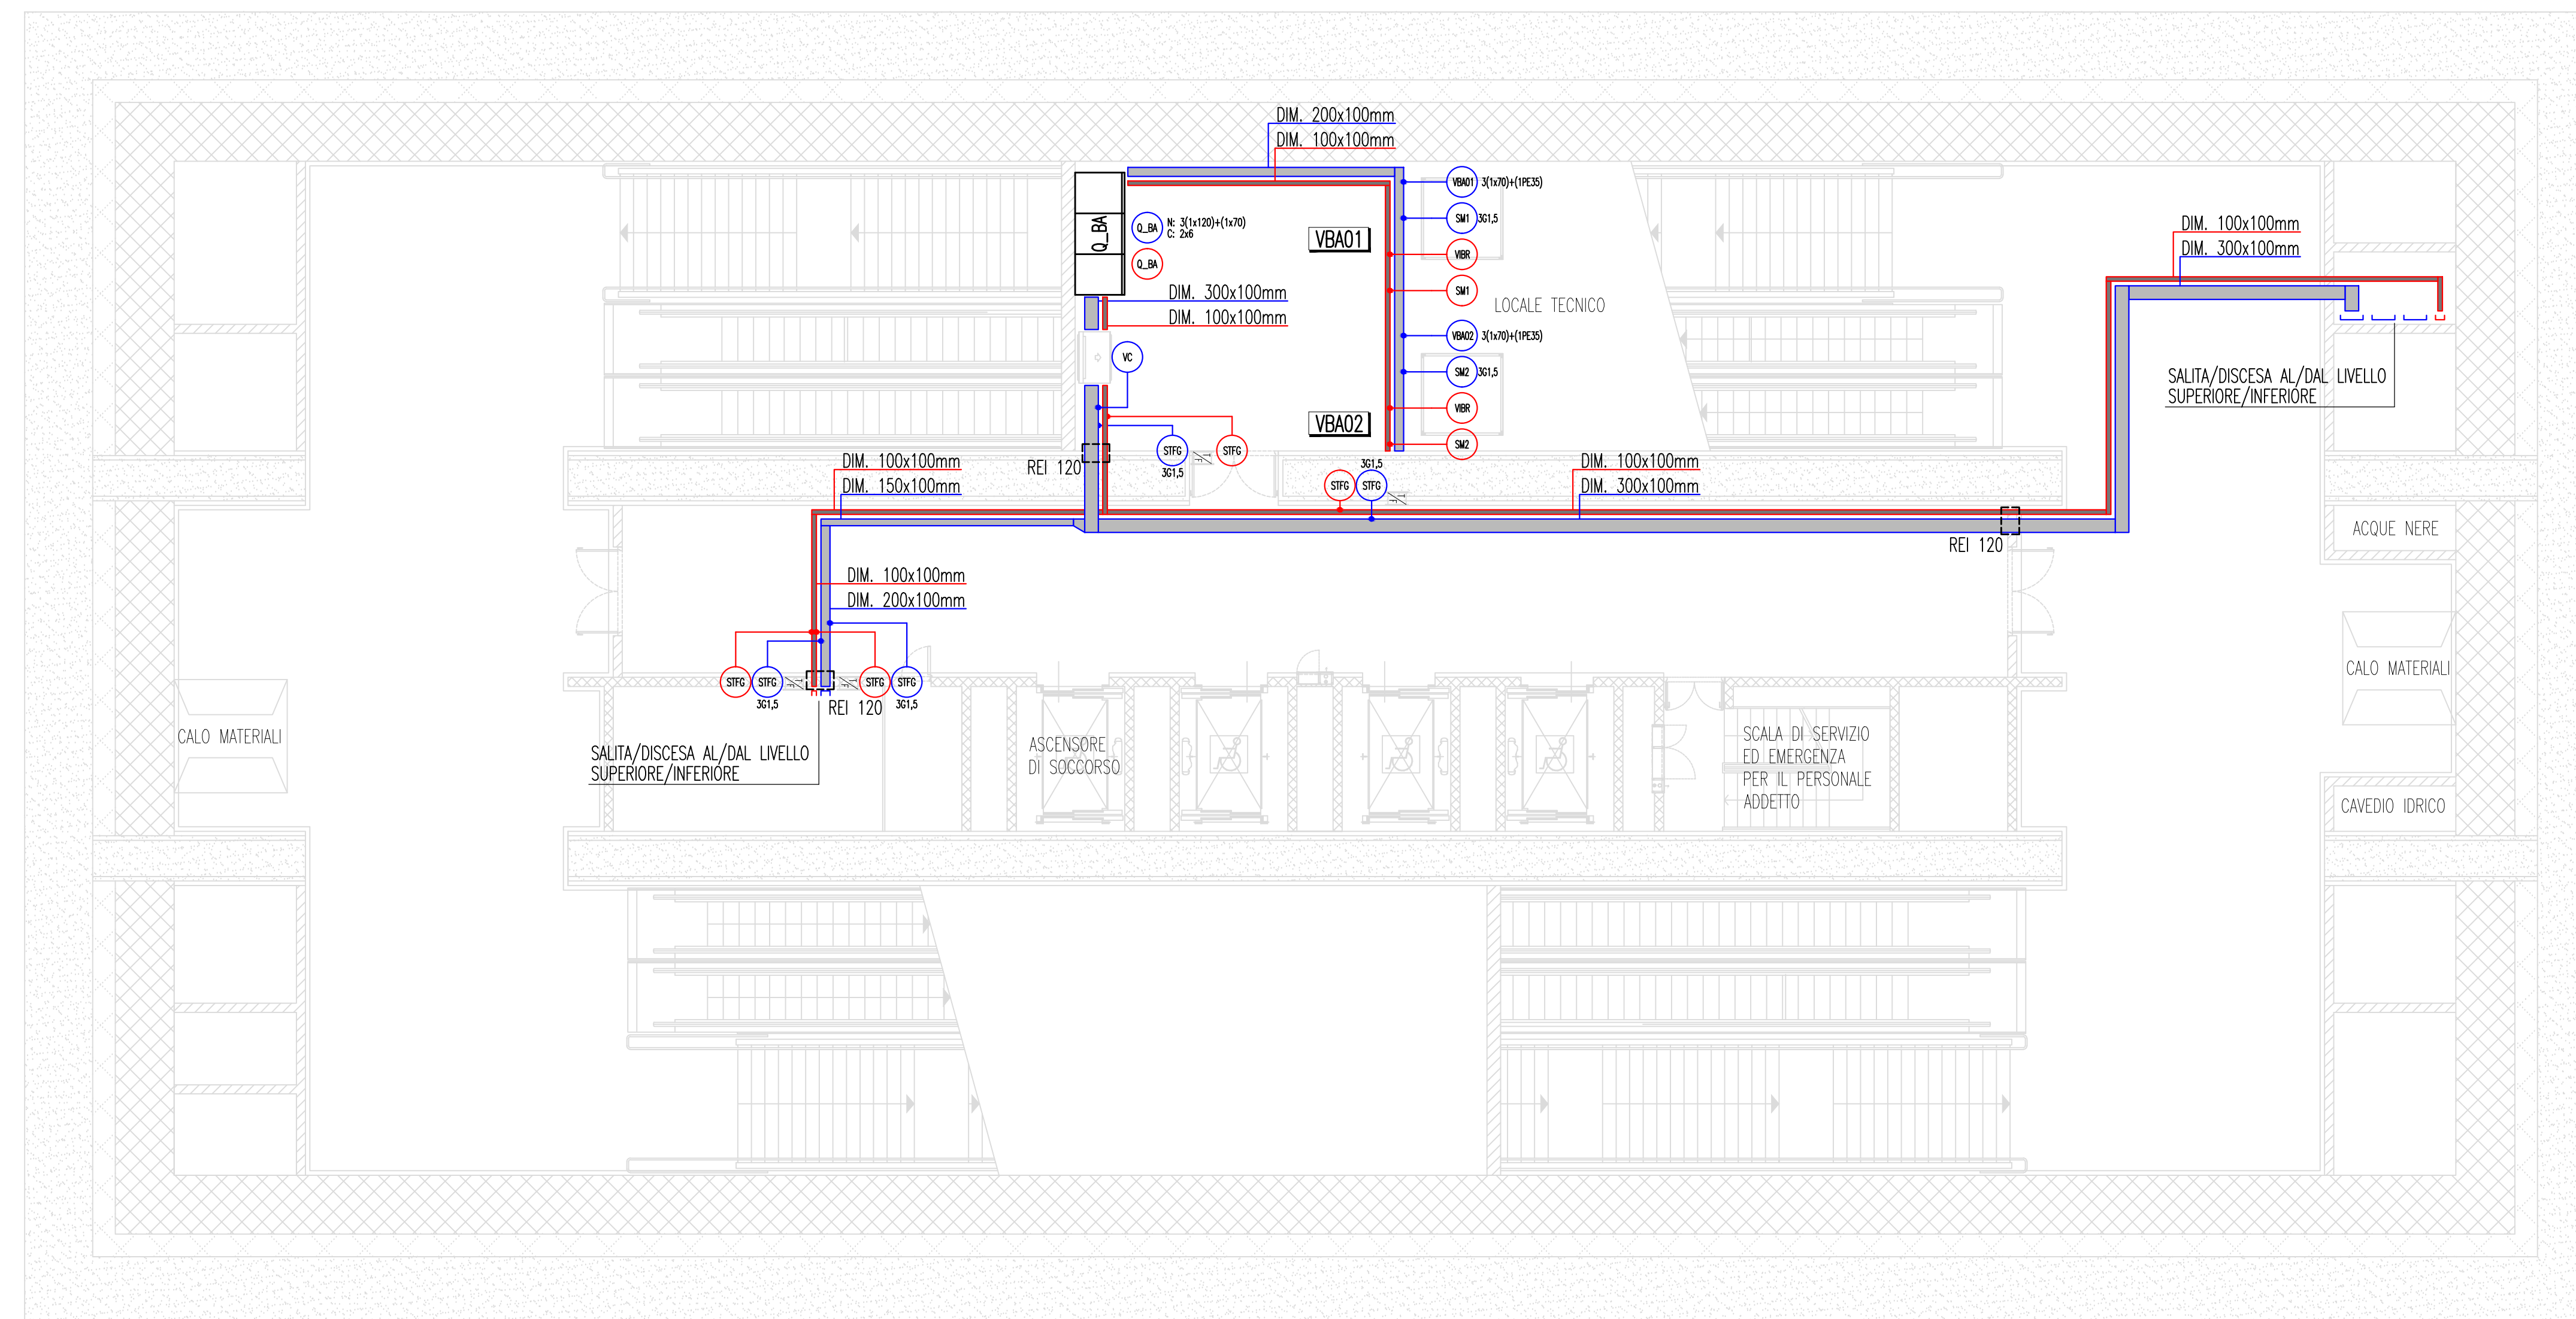 DIM. 200x100mm
DIM. 100x100mm
VBA01 3(1x70)+(1PE35)
SM1 3G1,5
VIBR
SM1
VBA02 3(1x70)+(1PE35)
SM2 3G1,5
VIBR
SM2
LOCALE TECNICO
Q_BA
Q_BA N: 3(1x120)+(1x70)
C: 2x6
Q_BA
VBA01
VBA02
DIM. 300x100mm
DIM. 100x100mm
VC
STFG
3G1,5
STFG
REI 120
DIM. 100x100mm
DIM. 300x100mm
SALITA/DISCESA AL/DAL LIVELLO
SUPERIORE/INFERIORE
DIM. 100x100mm
DIM. 150x100mm
3G1,5
STFG
STFG
DIM. 100x100mm
DIM. 300x100mm
REI 120
ACQUE NERE
DIM. 100x100mm
DIM. 200x100mm
STFG
STFG
3G1,5
STFG
STFG
3G1,5
REI 120
SALITA/DISCESA AL/DAL LIVELLO
SUPERIORE/INFERIORE
CALO MATERIALI
ASCENSORE
DI SOCCORSO
SCALA DI SERVIZIO
ED EMERGENZA
PER IL PERSONALE
ADDETTO
CALO MATERIALI
CAVEDIO IDRICO